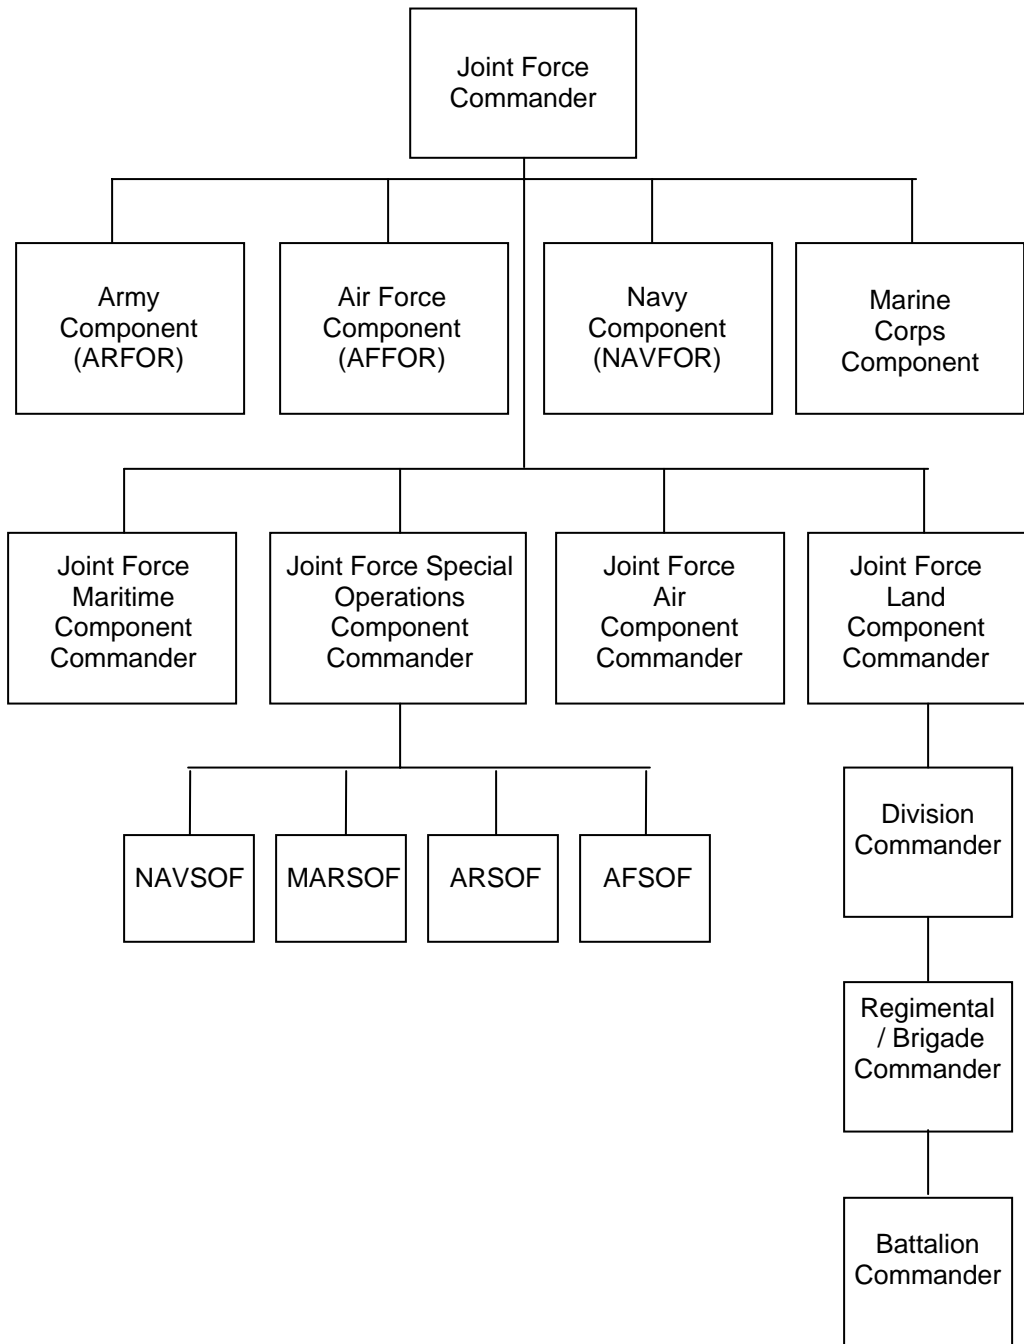 Joint Force
Commander
Army
Component
(ARFOR)
Air Force
Component
(AFFOR)
Navy
Component
(NAVFOR)
Marine
Corps
Component
Joint Force
Maritime
Component
Commander
Joint Force Special
Operations
Component
Commander
Joint Force
Air
Component
Commander
Joint Force
Land
Component
Commander
NAVSOF
MARSOF
ARSOF
AFSOF
Division
Commander
Regimental
/ Brigade
Commander
Battalion
Commander